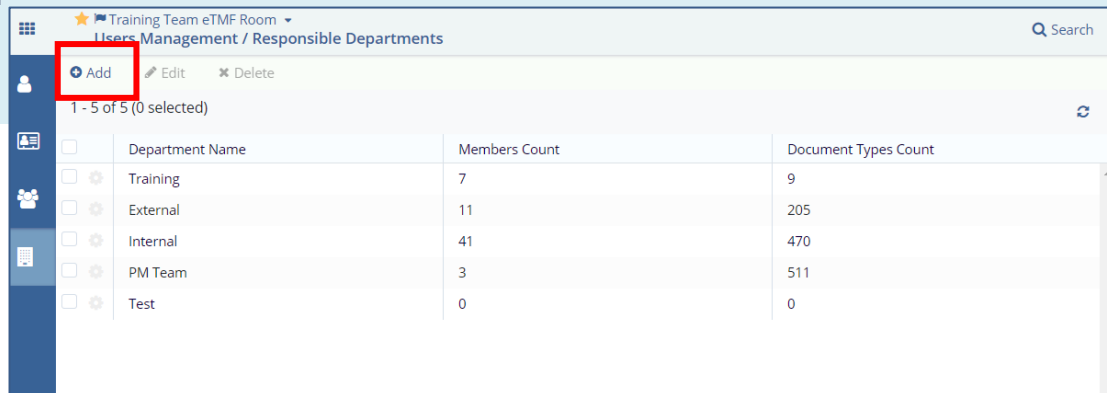 Training Team eTMF Room
Users Management / Responsible Departments
Search
Add Edit Delete
1 - 5 of 5 (0 selected)
Department Name Members Count Document Types Count
Training 7 9
External 11 205
Internal 41 470
PM Team 3 511
Test 0 0